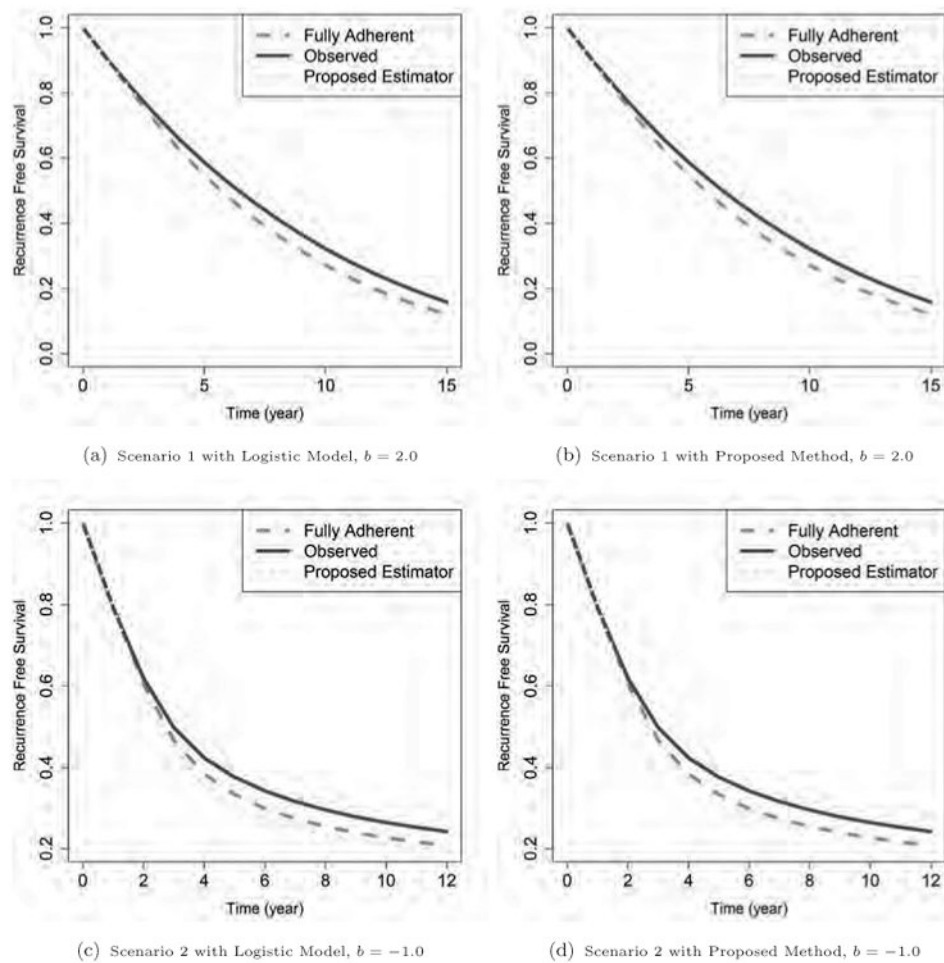 Fully Adherent
Observed
Proposed Estimator
Recurrence Free Survival
1.0
0.8
0.6
0.4
0.2
0.0
0
5
10
15
Time (year)
(a) Scenario 1 with Logistic Model, b = 2.0
Fully Adherent
Observed
Proposed Estimator
Recurrence Free Survival
1.0
0.8
0.6
0.4
0.2
0.0
0
5
10
15
Time (year)
(b) Scenario 1 with Proposed Method, b = 2.0
Fully Adherent
Observed
Proposed Estimator
Recurrence Free Survival
1.0
0.8
0.6
0.4
0.2
0
2
4
6
8
10
12
Time (year)
(c) Scenario 2 with Logistic Model, b = −1.0
Fully Adherent
Observed
Proposed Estimator
Recurrence Free Survival
1.0
0.8
0.6
0.4
0.2
0
2
4
6
8
10
12
Time (year)
(d) Scenario 2 with Proposed Method, b = −1.0